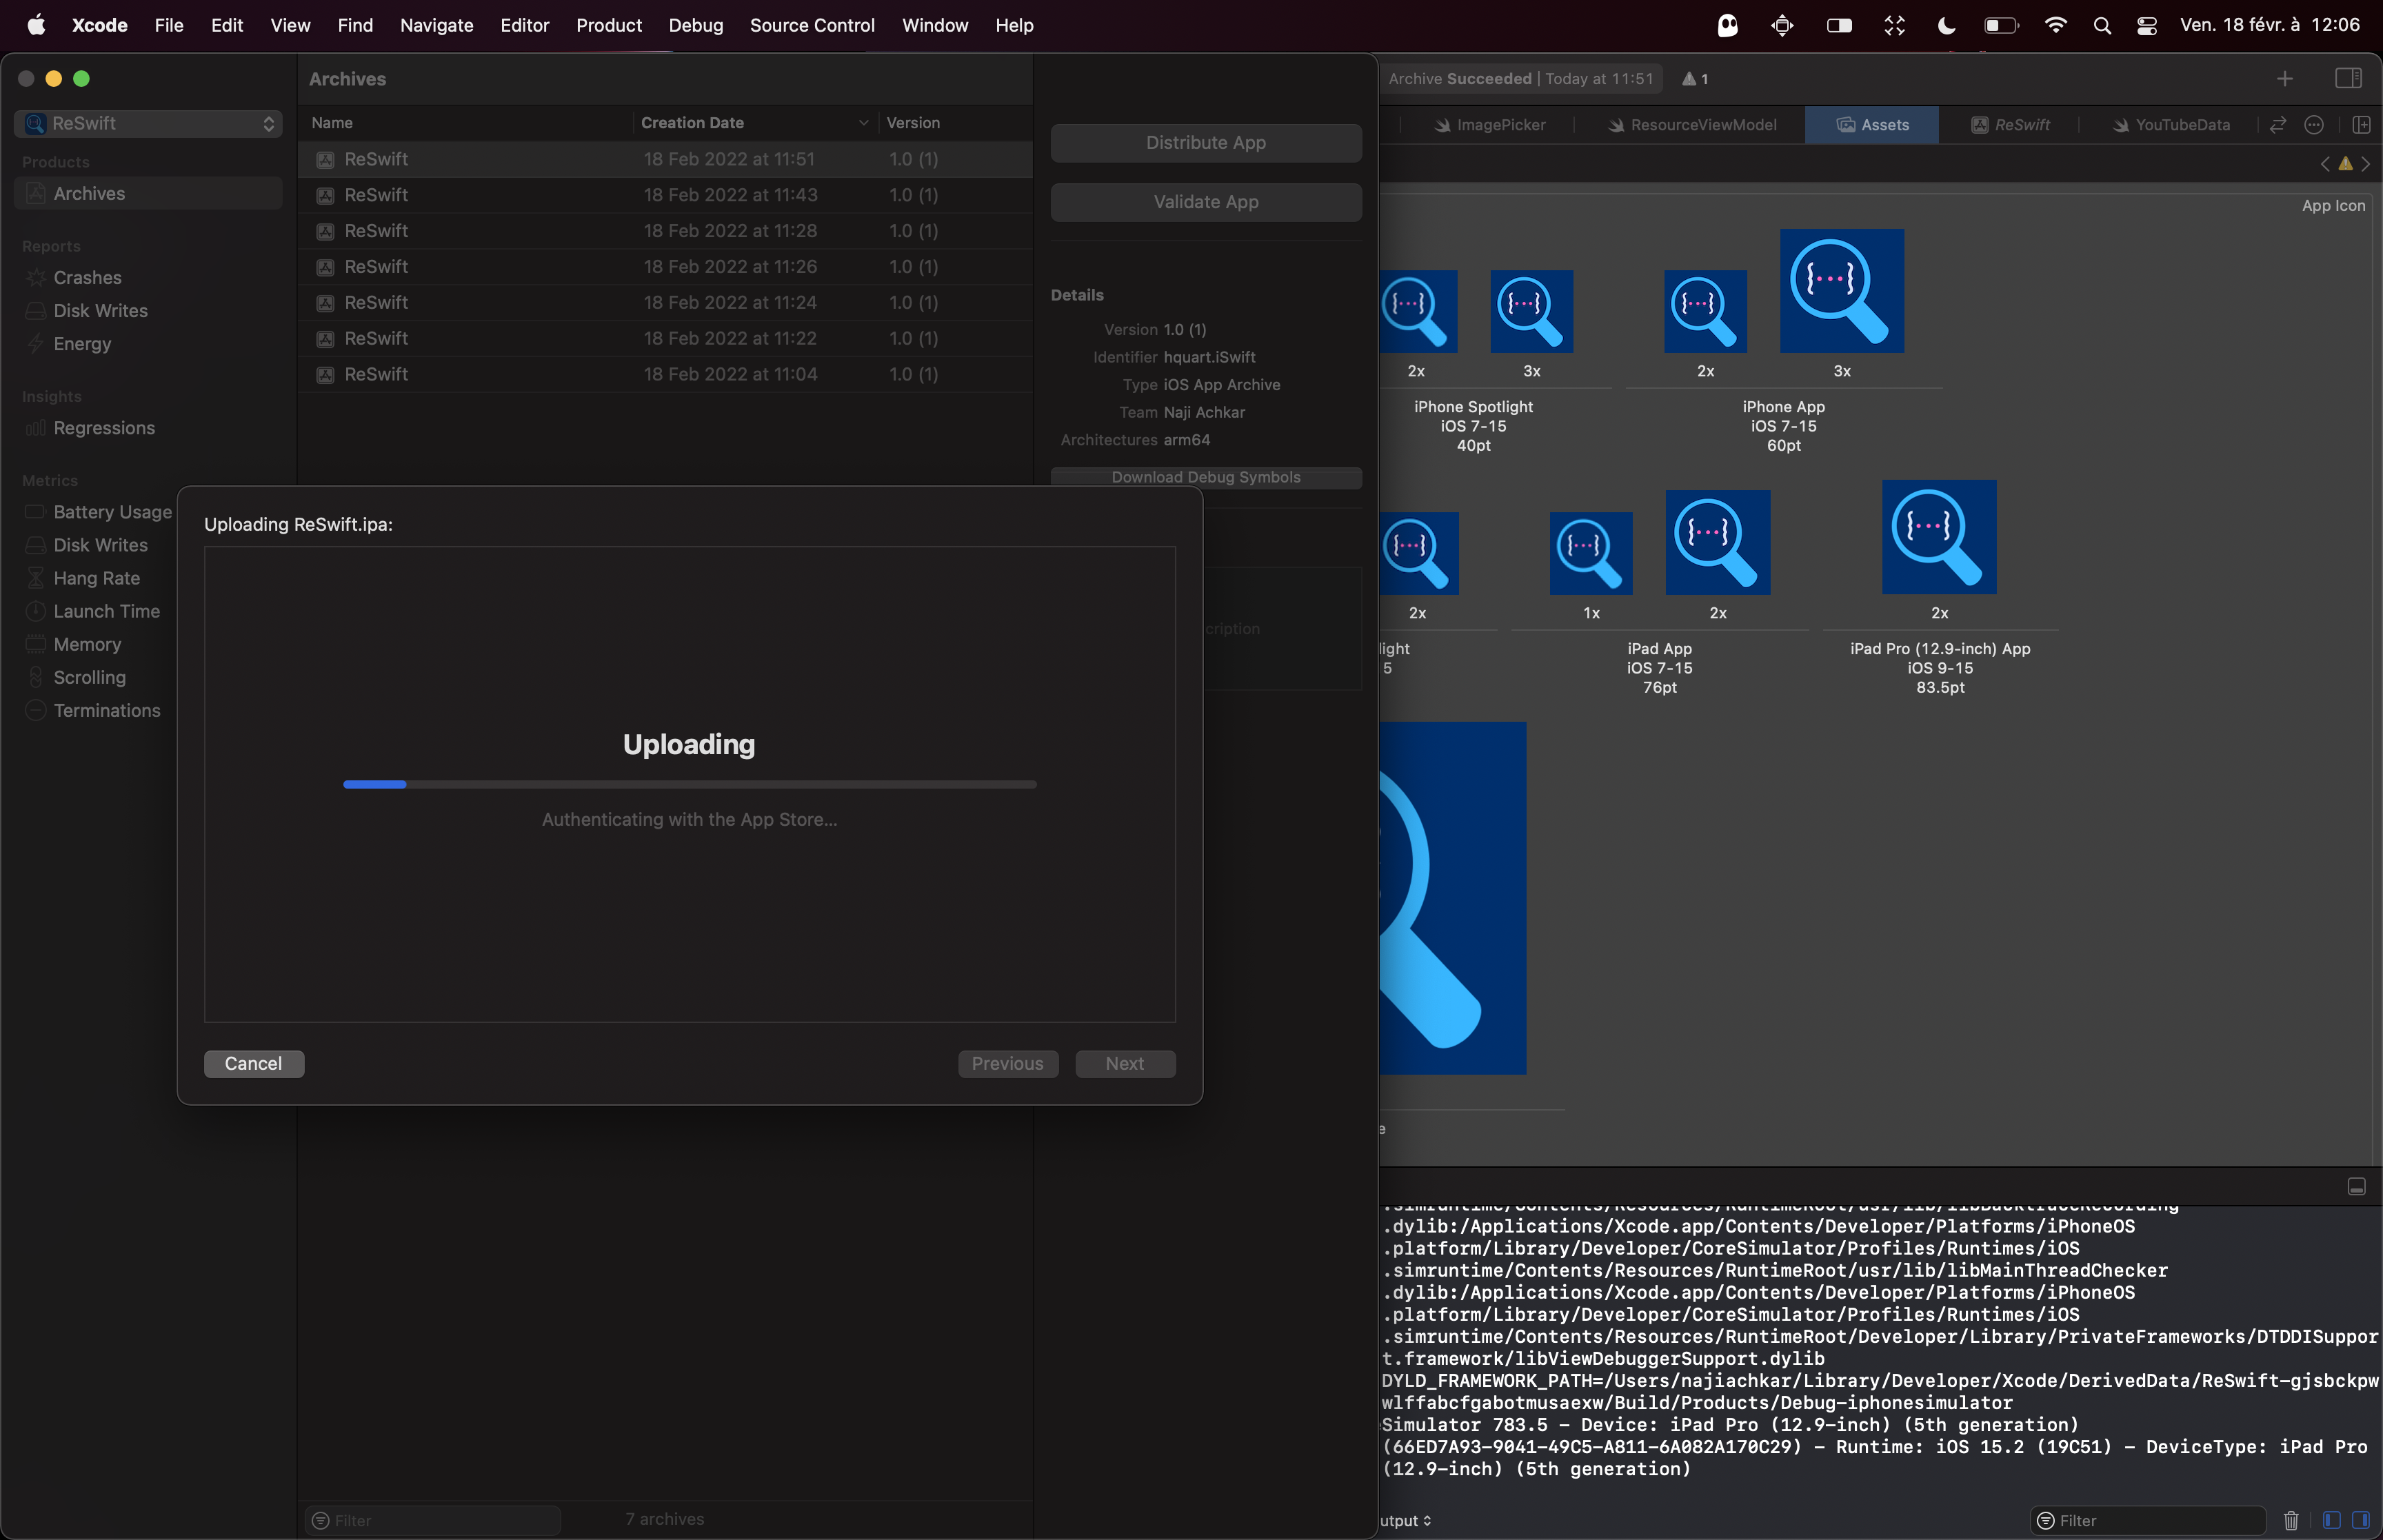 Xcode File Edit View Find Navigate Editor Product Debug Source Control Window Help Ven. 18 févr. à 12:06
ReSwift
Products
Archives
Reports
Crashes
Disk Writes
Energy
Insights
Regressions
Metrics
Battery Usage
Disk Writes
Hang Rate
Launch Time
Memory
Scrolling
Terminations
Archives
Name Creation Date Version
ReSwift 18 Feb 2022 at 11:51 1.0 (1)
ReSwift 18 Feb 2022 at 11:43 1.0 (1)
ReSwift 18 Feb 2022 at 11:28 1.0 (1)
ReSwift 18 Feb 2022 at 11:26 1.0 (1)
ReSwift 18 Feb 2022 at 11:24 1.0 (1)
ReSwift 18 Feb 2022 at 11:22 1.0 (1)
ReSwift 18 Feb 2022 at 11:04 1.0 (1)
Filter
7 archives
Distribute App
Validate App
Details
Version 1.0 (1)
Identifier hquart.iSwift
Type iOS App Archive
Team Naji Achkar
Architectures arm64
Download Debug Symbols
cription
Uploading ReSwift.ipa:
Uploading
Authenticating with the App Store...
Cancel Previous Next
Archive Succeeded | Today at 11:51 1
ImagePicker ResourceViewModel Assets ReSwift YouTubeData
App Icon
2x 3x 2x 3x
iPhone Spotlight
iOS 7-15
40pt
iPhone App
iOS 7-15
60pt
2x 1x 2x 2x
light
5
iPad App
iOS 7-15
76pt
iPad Pro (12.9-inch) App
iOS 9-15
83.5pt
e
.simruntime/Contents/Resources/RuntimeRoot/usr/lib/libBacktraceRecording
.dylib:/Applications/Xcode.app/Contents/Developer/Platforms/iPhoneOS
.platform/Library/Developer/CoreSimulator/Profiles/Runtimes/iOS
.simruntime/Contents/Resources/RuntimeRoot/usr/lib/libMainThreadChecker
.dylib:/Applications/Xcode.app/Contents/Developer/Platforms/iPhoneOS
.platform/Library/Developer/CoreSimulator/Profiles/Runtimes/iOS
.simruntime/Contents/Resources/RuntimeRoot/Developer/Library/PrivateFrameworks/DTDDISuppor
t.framework/libViewDebuggerSupport.dylib
DYLD_FRAMEWORK_PATH=/Users/najiachkar/Library/Developer/Xcode/DerivedData/ReSwift-gjsbckpw
wlffabcfgabotmusaexw/Build/Products/Debug-iphonesimulator
Simulator 783.5 - Device: iPad Pro (12.9-inch) (5th generation)
(66ED7A93-9041-49C5-A811-6A082A170C29) - Runtime: iOS 15.2 (19C51) - DeviceType: iPad Pro
(12.9-inch) (5th generation)
utput
Filter